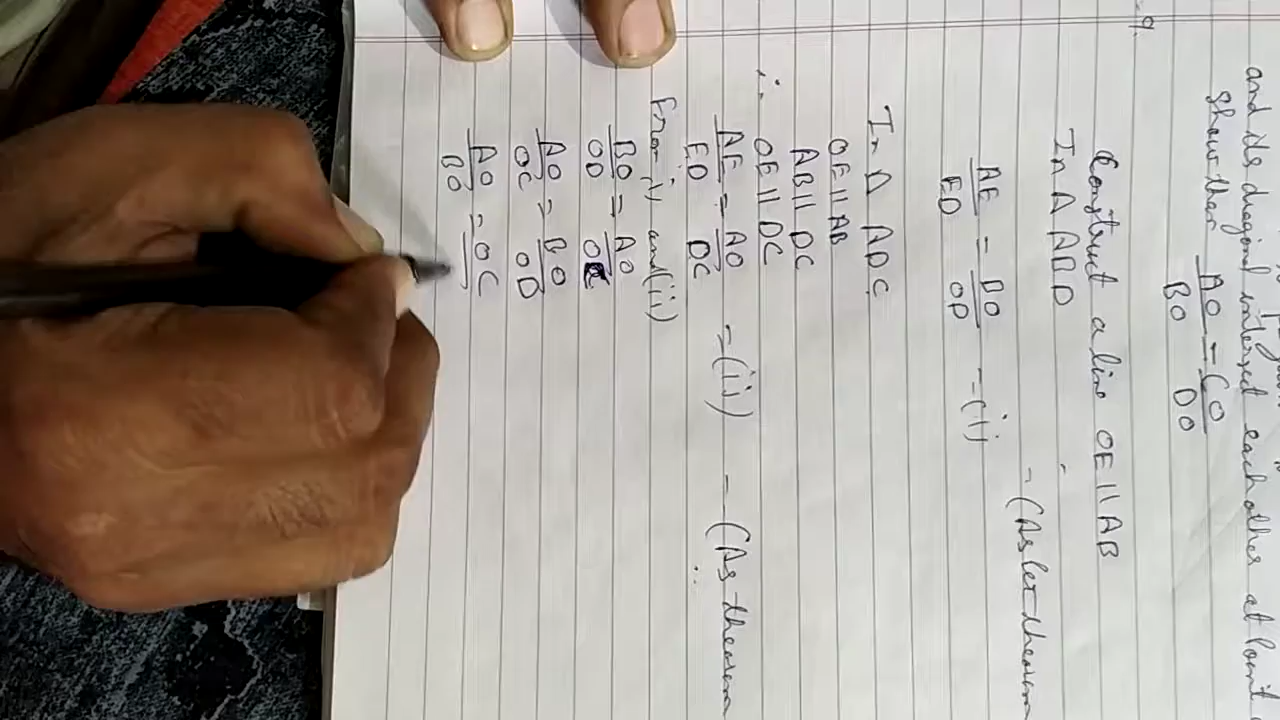 and its diagonal intersect each other at Point
Show that AO/BO = CO/DO
Construct a line OE || AB
In Δ ABD
AE/ED = BO/OD - (i)
- (As per theorem
In Δ ADC
OE || AB
AB || DC
∴ OE || DC
AE/ED = AO/DC = (ii) - (As theorem
From i) and (ii)
BO/OD = AO/OC
AO/OC = BO/OD
AO/BO = OC/